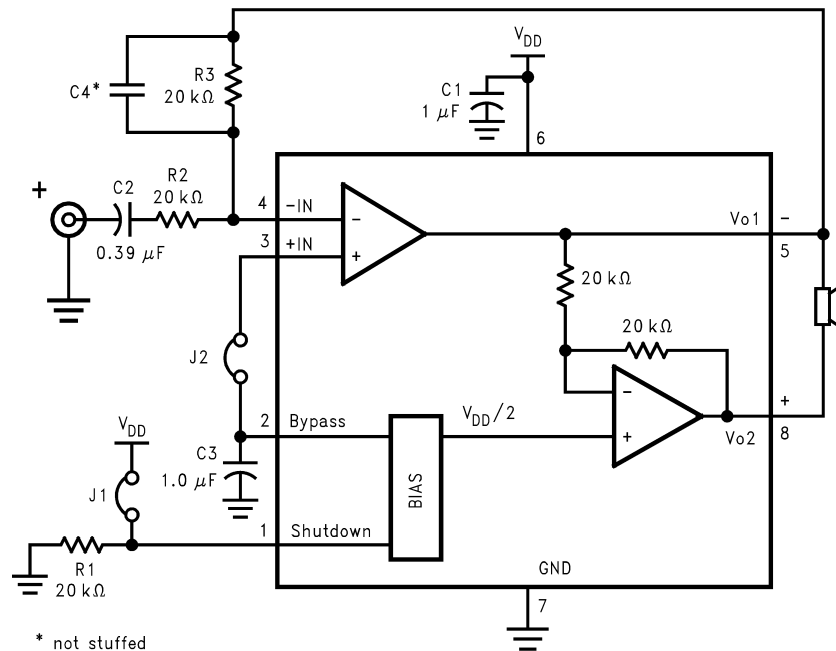 V_DD
R3
20 kΩ
C4*
C1
1 μF
6
+
C2
0.39 μF
R2
20 kΩ
4
-IN
3
+IN
-
+
Vo1
-
5
20 kΩ
20 kΩ
J2
2
Bypass
V_DD/2
-
+
+
8
Vo2
C3
1.0 μF
BIAS
V_DD
J1
1
Shutdown
R1
20 kΩ
GND
7
* not stuffed